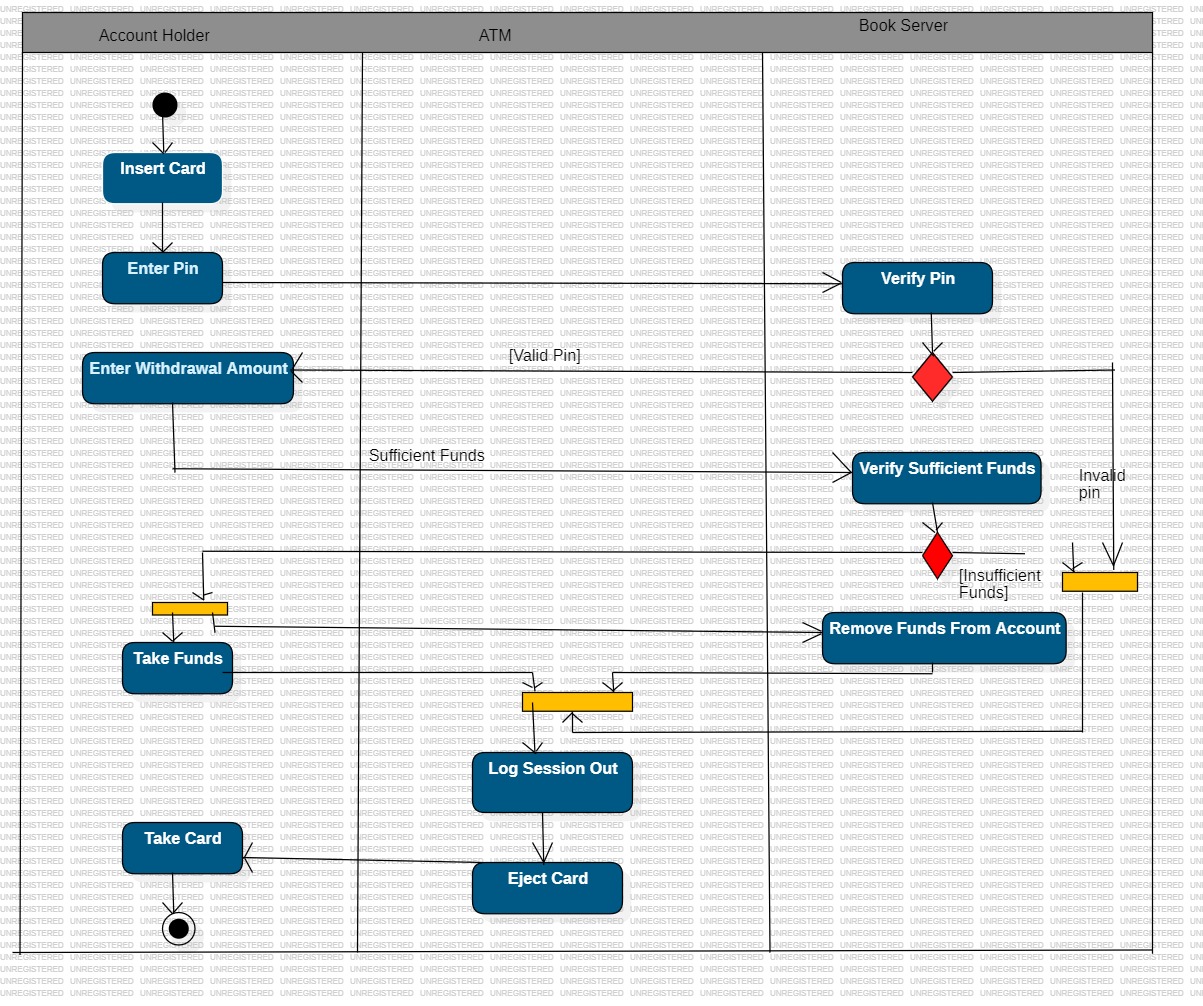 Account Holder
ATM
Book Server
Insert Card
Enter Pin
Verify Pin
[Valid Pin]
Enter Withdrawal Amount
Sufficient Funds
Verify Sufficient Funds
Invalid
pin
[Insufficient
Funds]
Remove Funds From Account
Take Funds
Log Session Out
Take Card
Eject Card
UNREGISTERED